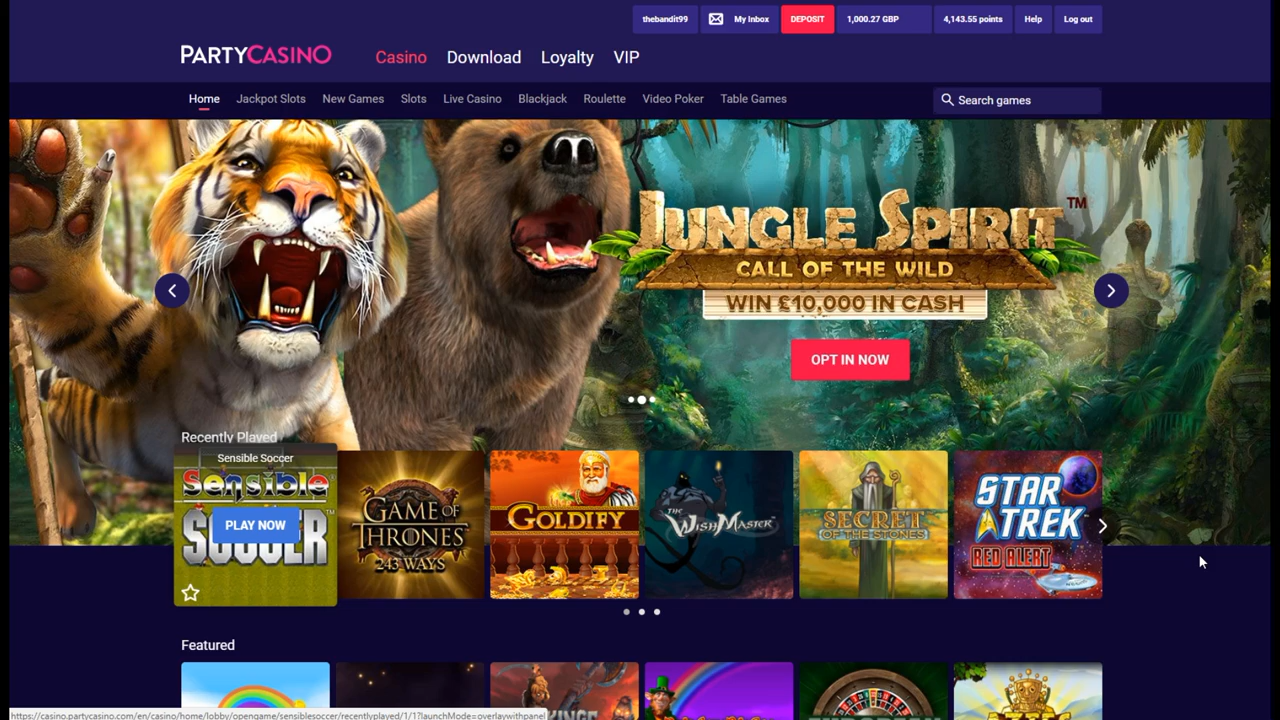 thebandit99 My Inbox DEPOSIT 1,000.27 GBP 4,143.55 points Help Log out
PARTYCASINO Casino Download Loyalty VIP
Home Jackpot Slots New Games Slots Live Casino Blackjack Roulette Video Poker Table Games Search games
JUNGLE SPIRIT™
CALL OF THE WILD
WIN £10,000 IN CASH
OPT IN NOW
Recently Played
Sensible Soccer
Sensible
SOCCER™
PLAY NOW
GAME OF
THRONES
243 WAYS
GOLDIFY
THE
WISHMASTER
SECRET
OF THE STONES
STAR
TREK
RED ALERT
Featured
https://casino.partycasino.com/en/casino/home/lobby/opengame/sensiblesoccer/recentlyplayed/1/1?launchMode=overlaywithpanel